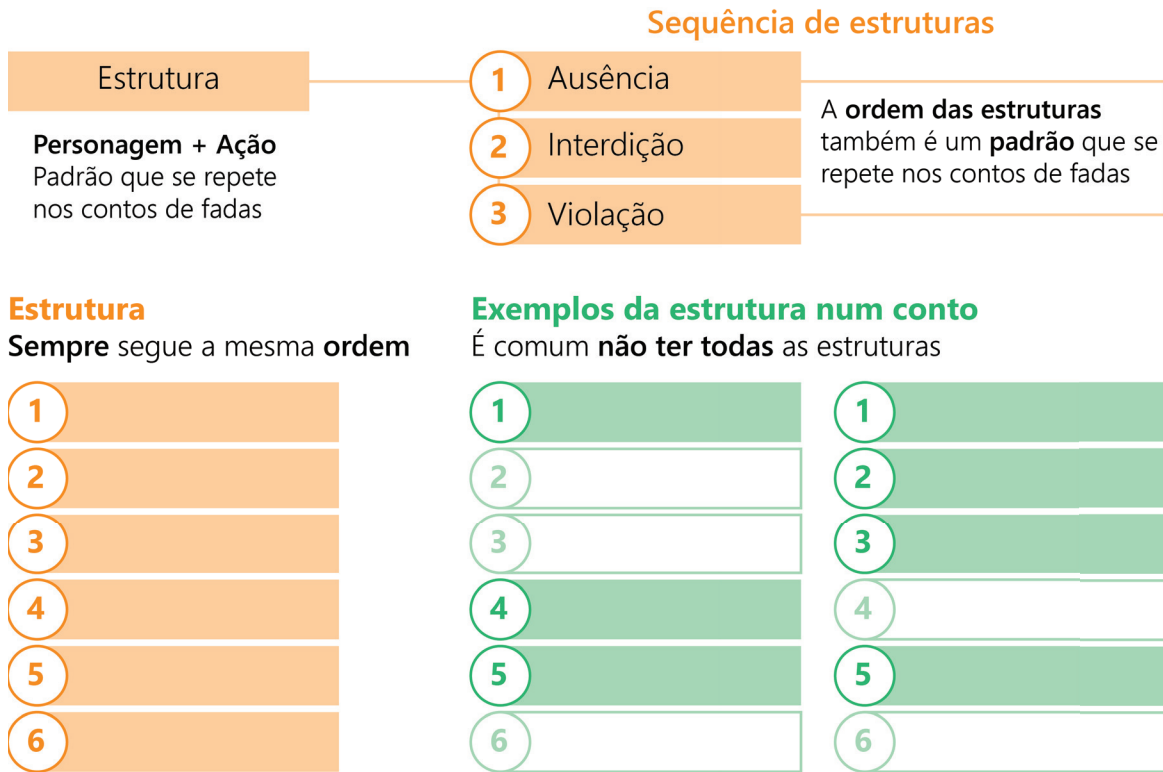 Sequência de estruturas
Estrutura
Personagem + Ação
Padrão que se repete
nos contos de fadas
1 Ausência
2 Interdição
3 Violação
A ordem das estruturas
também é um padrão que se
repete nos contos de fadas
Estrutura
Sempre segue a mesma ordem
1
2
3
4
5
6
Exemplos da estrutura num conto
É comum não ter todas as estruturas
1
2
3
4
5
6
1
2
3
4
5
6